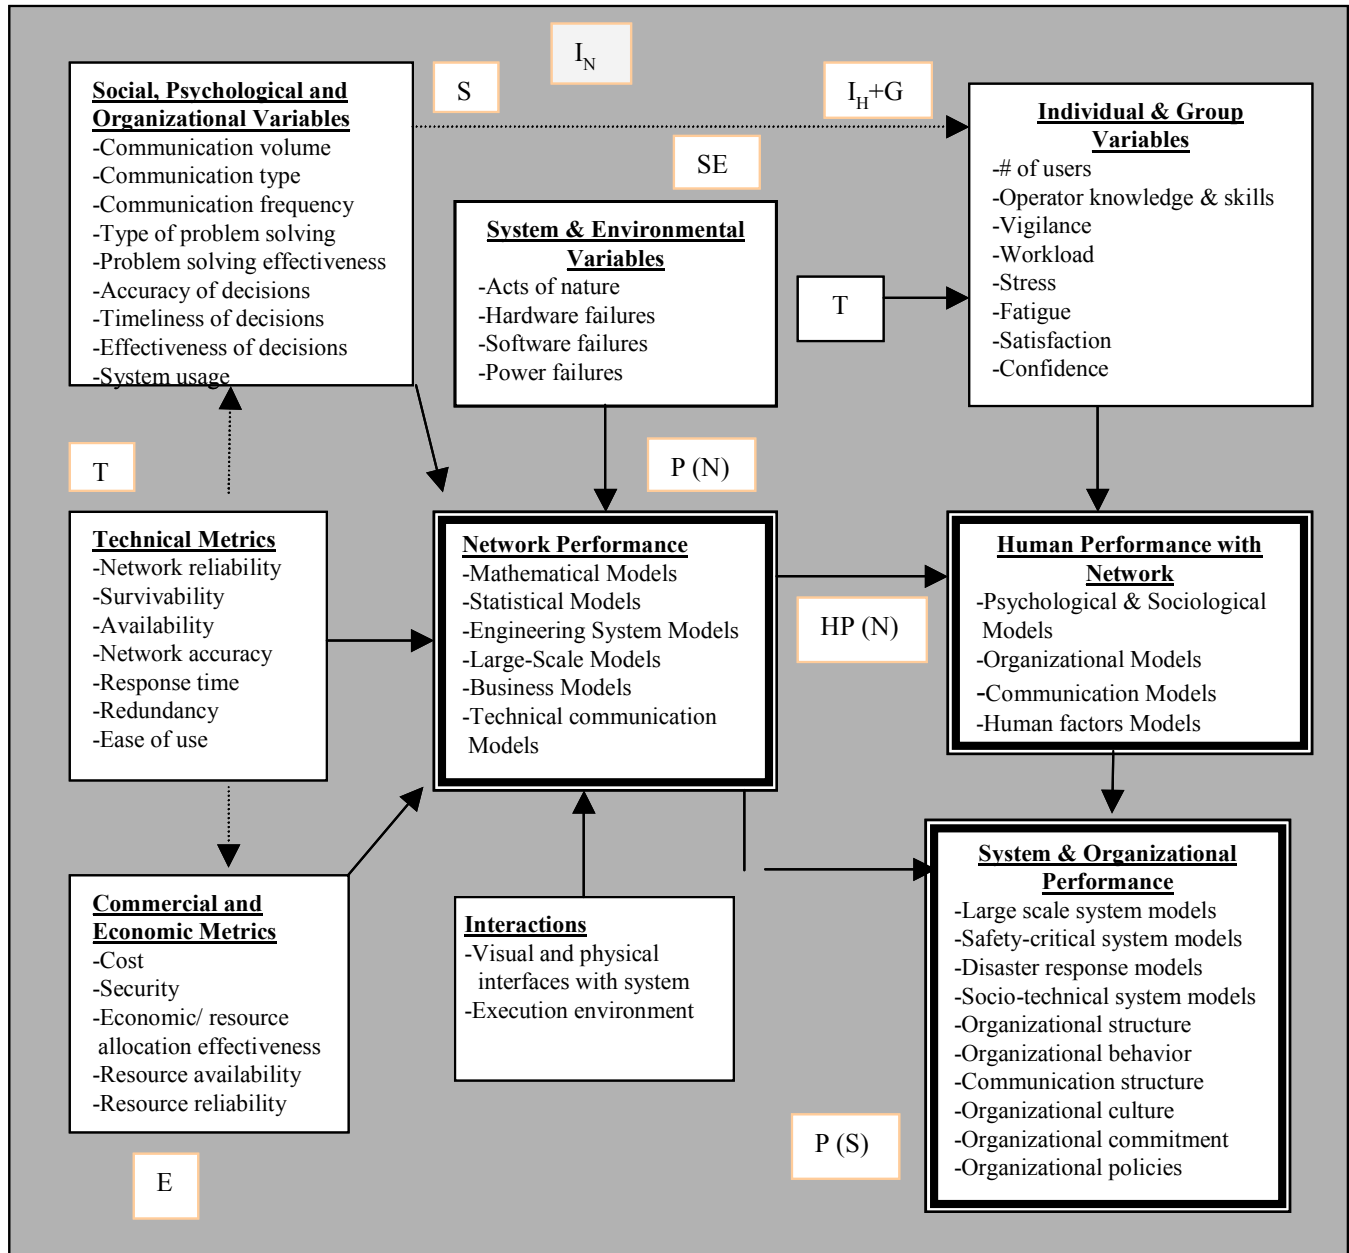 I_N
S
I_H+G
SE
Social, Psychological and
Organizational Variables
-Communication volume
-Communication type
-Communication frequency
-Type of problem solving
-Problem solving effectiveness
-Accuracy of decisions
-Timeliness of decisions
-Effectiveness of decisions
-System usage
System & Environmental
Variables
-Acts of nature
-Hardware failures
-Software failures
-Power failures
Individual & Group
Variables
-# of users
-Operator knowledge & skills
-Vigilance
-Workload
-Stress
-Fatigue
-Satisfaction
-Confidence
T
T
P (N)
Technical Metrics
-Network reliability
-Survivability
-Availability
-Network accuracy
-Response time
-Redundancy
-Ease of use
Network Performance
-Mathematical Models
-Statistical Models
-Engineering System Models
-Large-Scale Models
-Business Models
-Technical communication
Models
HP (N)
Human Performance with
Network
-Psychological & Sociological
Models
-Organizational Models
-Communication Models
-Human factors Models
Commercial and
Economic Metrics
-Cost
-Security
-Economic/ resource
allocation effectiveness
-Resource availability
-Resource reliability
E
Interactions
-Visual and physical
interfaces with system
-Execution environment
P (S)
System & Organizational
Performance
-Large scale system models
-Safety-critical system models
-Disaster response models
-Socio-technical system models
-Organizational structure
-Organizational behavior
-Communication structure
-Organizational culture
-Organizational commitment
-Organizational policies